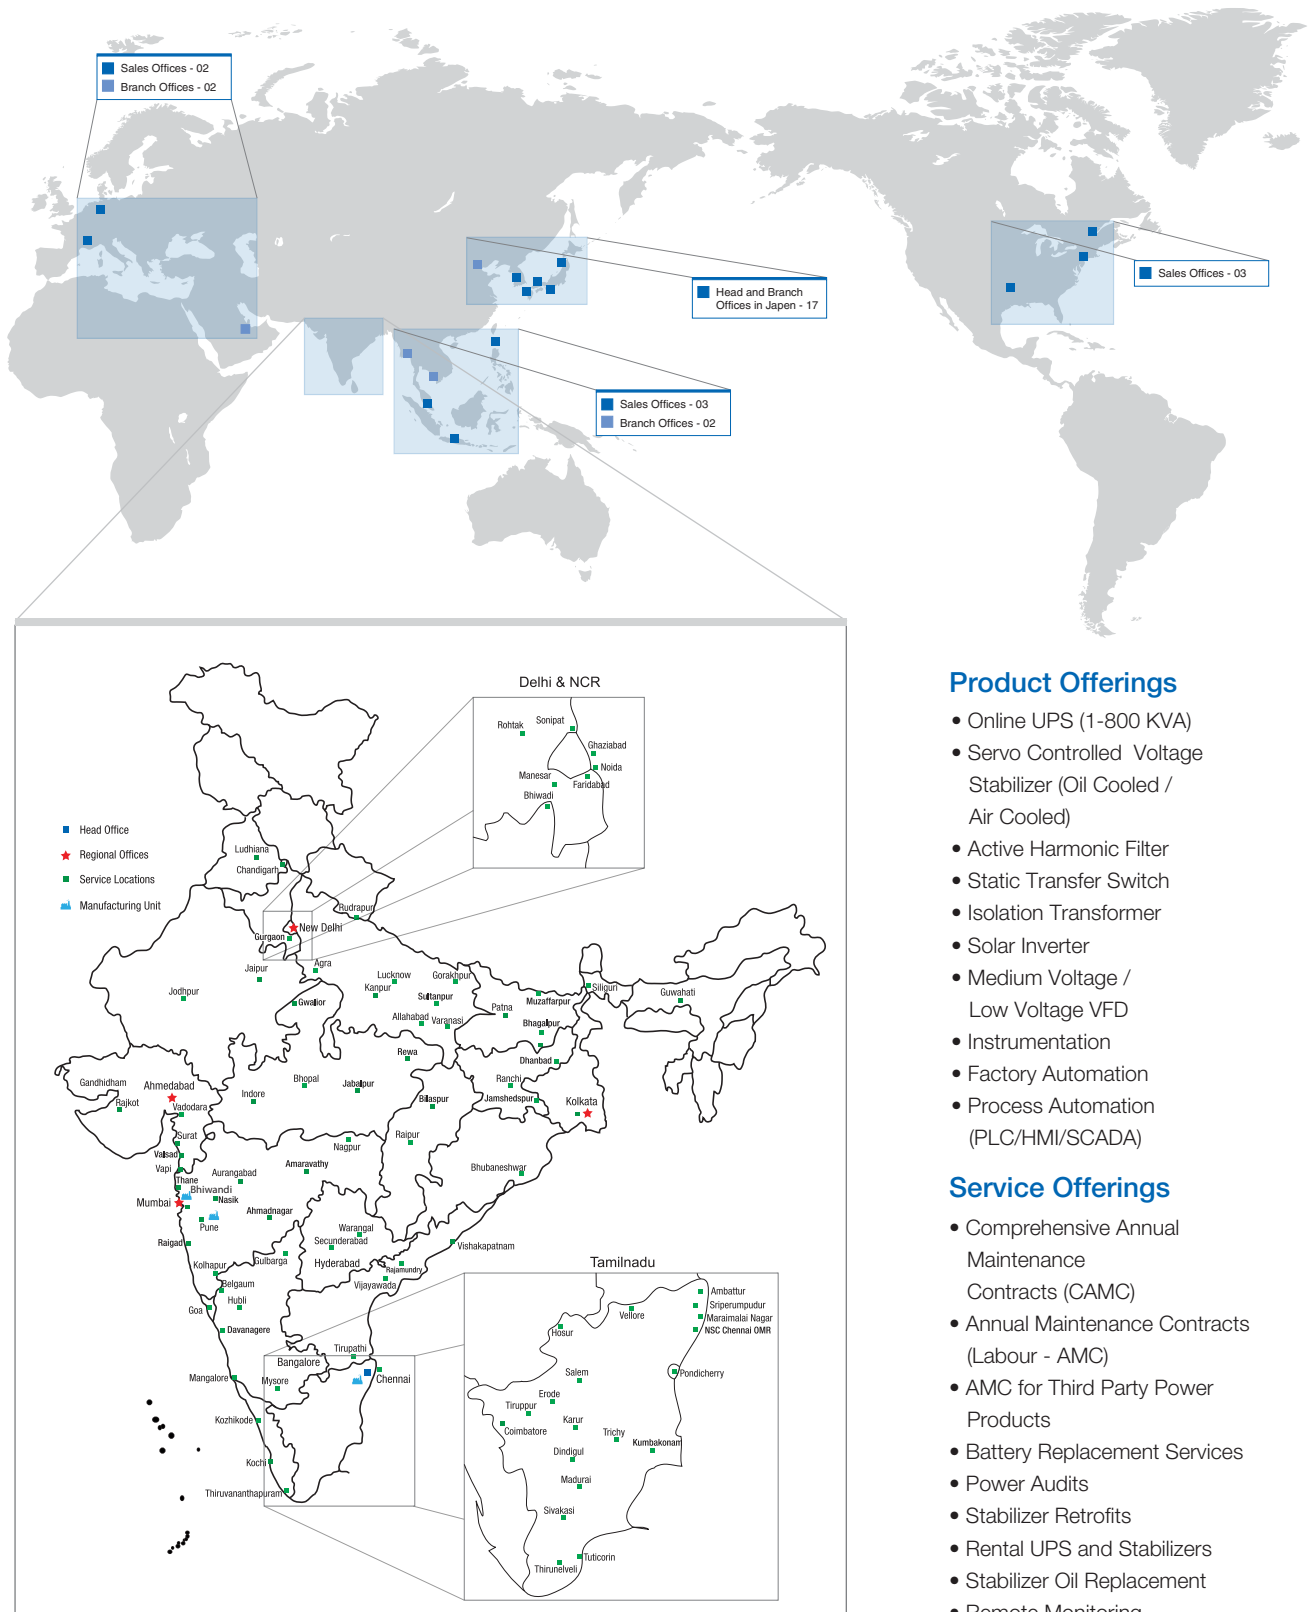 Sales Offices - 02
Branch Offices - 02
Head and Branch
Offices in Japen - 17
Sales Offices - 03
Sales Offices - 03
Branch Offices - 02
Delhi & NCR
Rohtak
Sonipat
Ghaziabad
Noida
Manesar
Faridabad
Bhiwadi
Head Office
Regional Offices
Service Locations
Manufacturing Unit
Ludhiana
Chandigarh
Rudrapur
New Delhi
Gurgaon
Jaipur
Agra
Lucknow
Gorakhpur
Kanpur
Jodhpur
Gwalior
Sultanpur
Muzaffarpur
Siliguri
Guwahati
Allahabad
Varanasi
Patna
Bhagalpur
Rewa
Dhanbad
Gandhidham
Ahmedabad
Rajkot
Vadodara
Indore
Bhopal
Jabalpur
Bilaspur
Ranchi
Jamshedspur
Kolkata
Surat
Valsad
Vapi
Nagpur
Raipur
Thane
Aurangabad
Amaravathy
Bhubaneshwar
Bhiwandi
Mumbai
Nasik
Pune
Ahmadnagar
Raigad
Warangal
Secunderabad
Vishakapatnam
Kolhapur
Gulbarga
Hyderabad
Rajamundry
Vijayawada
Belgaum
Hubli
Goa
Davanagere
Tirupathi
Bangalore
Mangalore
Mysore
Chennai
Kozhikode
Kochi
Thiruvananthapuram
Tamilnadu
Ambattur
Sriperumpudur
Vellore
Maraimalai Nagar
Hosur
NSC Chennai OMR
Salem
Pondicherry
Erode
Tiruppur
Karur
Coimbatore
Trichy
Kumbakonam
Dindigul
Madurai
Sivakasi
Tuticorin
Thirunelveli
Product Offerings
• Online UPS (1-800 KVA)
• Servo Controlled Voltage
Stabilizer (Oil Cooled /
Air Cooled)
• Active Harmonic Filter
• Static Transfer Switch
• Isolation Transformer
• Solar Inverter
• Medium Voltage /
Low Voltage VFD
• Instrumentation
• Factory Automation
• Process Automation
(PLC/HMI/SCADA)
Service Offerings
• Comprehensive Annual
Maintenance
Contracts (CAMC)
• Annual Maintenance Contracts
(Labour - AMC)
• AMC for Third Party Power
Products
• Battery Replacement Services
• Power Audits
• Stabilizer Retrofits
• Rental UPS and Stabilizers
• Stabilizer Oil Replacement
• Remote Monitoring